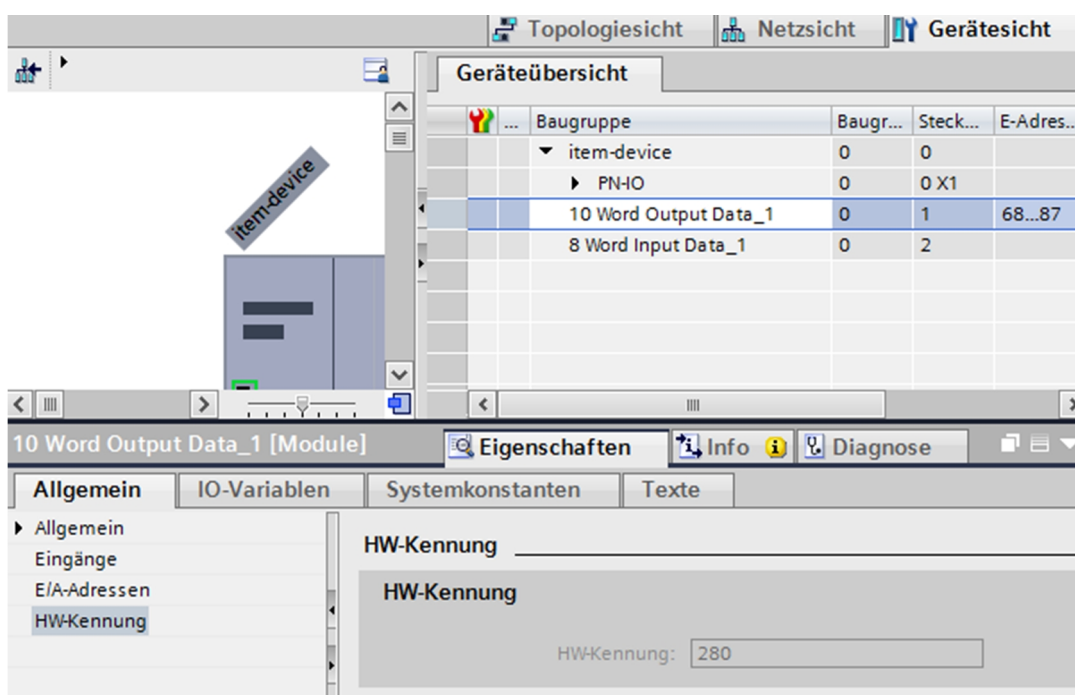 Topologiesicht Netzsicht Gerätesicht
Geräteübersicht
... Baugruppe Baugr... Steck... E-Adres...
item-device 0 0
PN-IO 0 0 X1
10 Word Output Data_1 0 1 68...87
8 Word Input Data_1 0 2
item-device
10 Word Output Data_1 [Module] Eigenschaften Info Diagnose
Allgemein IO-Variablen Systemkonstanten Texte
Allgemein
Eingänge
E/A-Adressen
HW-Kennung
HW-Kennung
HW-Kennung
HW-Kennung: 280